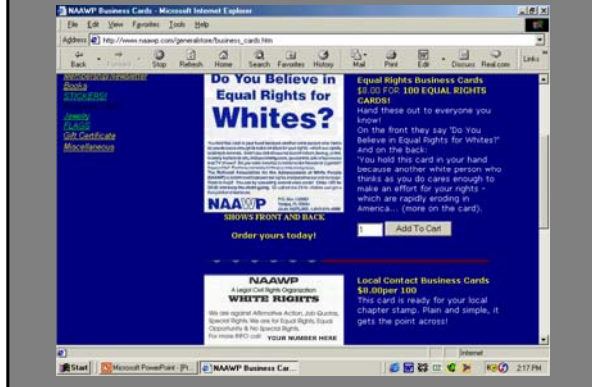 NAAWP Business Cards - Microsoft Internet Explorer
File Edit View Favorites Tools Help
Address http://www.naawp.com/generalstore/business_cards.htm
Back Forward Stop Refresh Home Search Favorites History Mail Print Edit Discuss Real.com Links
Membership Newsletter
Books
STICKERS!
Jewelry
FLAGS
Gift Certificate
Miscellaneous
Do You Believe in
Equal Rights for
Whites?
NAAWP
SHOWS FRONT AND BACK
Order yours today!
Equal Rights Business Cards
$8.00 FOR 100 EQUAL RIGHTS
CARDS!
Hand these out to everyone you
know!
On the front they say 'Do You
Believe in Equal Rights for Whites?'
And on the back:
'You hold this card in your hand
because another white person who
thinks as you do cares enough to
make an effort for your rights -
which are rapidly eroding in
America... (more on the card).
1 Add To Cart
NAAWP
A Legal Civil Rights Organization
WHITE RIGHTS
We are against Affirmative Action, Job Quotas,
Special Rights. We are for Equal Rights, Equal
Opportunity & No Special Rights.
For more INFO call: YOUR NUMBER HERE
Local Contact Business Cards
$8.00per 100
This card is ready for your local
chapter stamp. Plain and simple, it
gets the point across!
Internet
Start Microsoft PowerPoint - [Pr... NAAWP Business Car... 2:17 PM